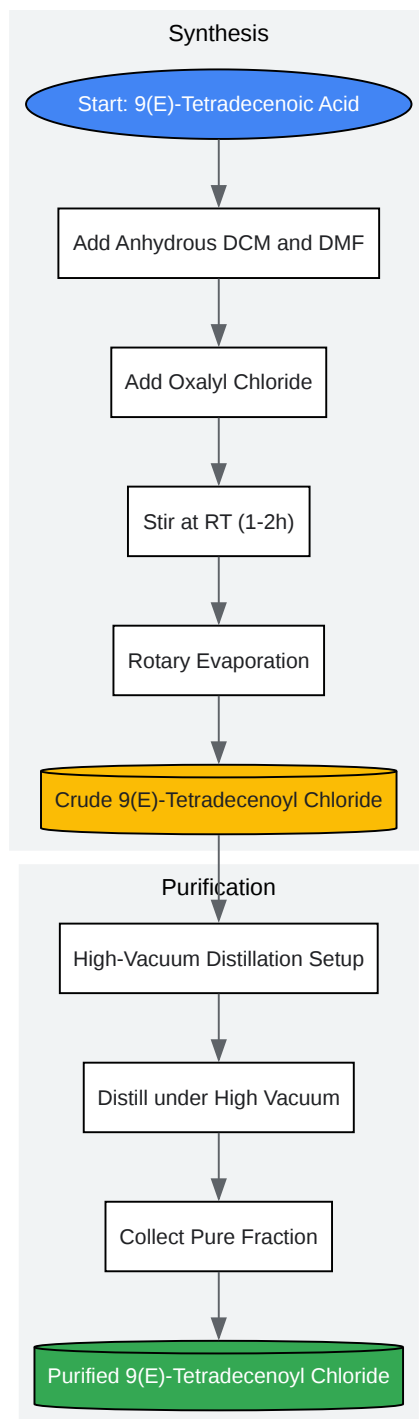 Synthesis
Start: 9(E)-Tetradecenoic Acid
Add Anhydrous DCM and DMF
Add Oxalyl Chloride
Stir at RT (1-2h)
Rotary Evaporation
Crude 9(E)-Tetradecenoyl Chloride
Purification
High-Vacuum Distillation Setup
Distill under High Vacuum
Collect Pure Fraction
Purified 9(E)-Tetradecenoyl Chloride